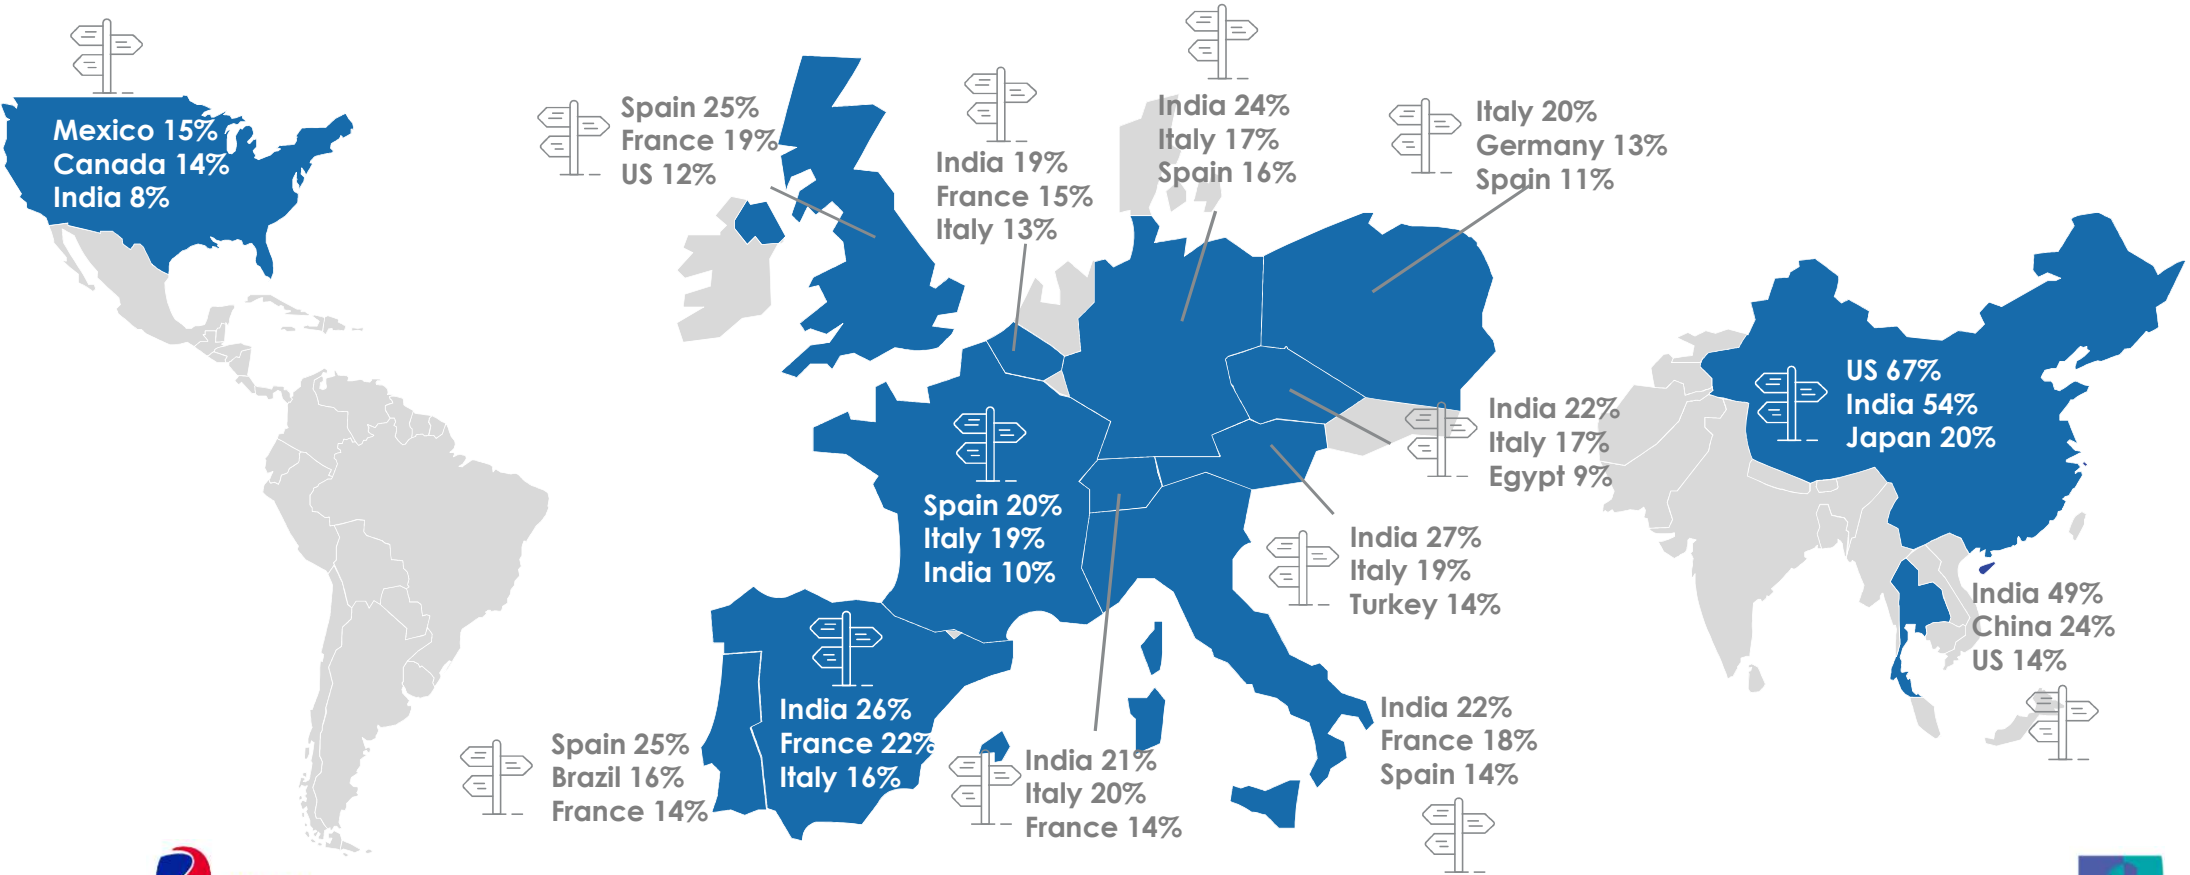 Mexico 15%
Canada 14%
India 8%
Spain 25%
France 19%
US 12%
India 19%
France 15%
Italy 13%
India 24%
Italy 17%
Spain 16%
Italy 20%
Germany 13%
Spain 11%
US 67%
India 54%
Japan 20%
India 22%
Italy 17%
Egypt 9%
Spain 20%
Italy 19%
India 10%
India 27%
Italy 19%
Turkey 14%
India 49%
China 24%
US 14%
India 26%
France 22%
Italy 16%
Spain 25%
Brazil 16%
France 14%
India 21%
Italy 20%
France 14%
India 22%
France 18%
Spain 14%